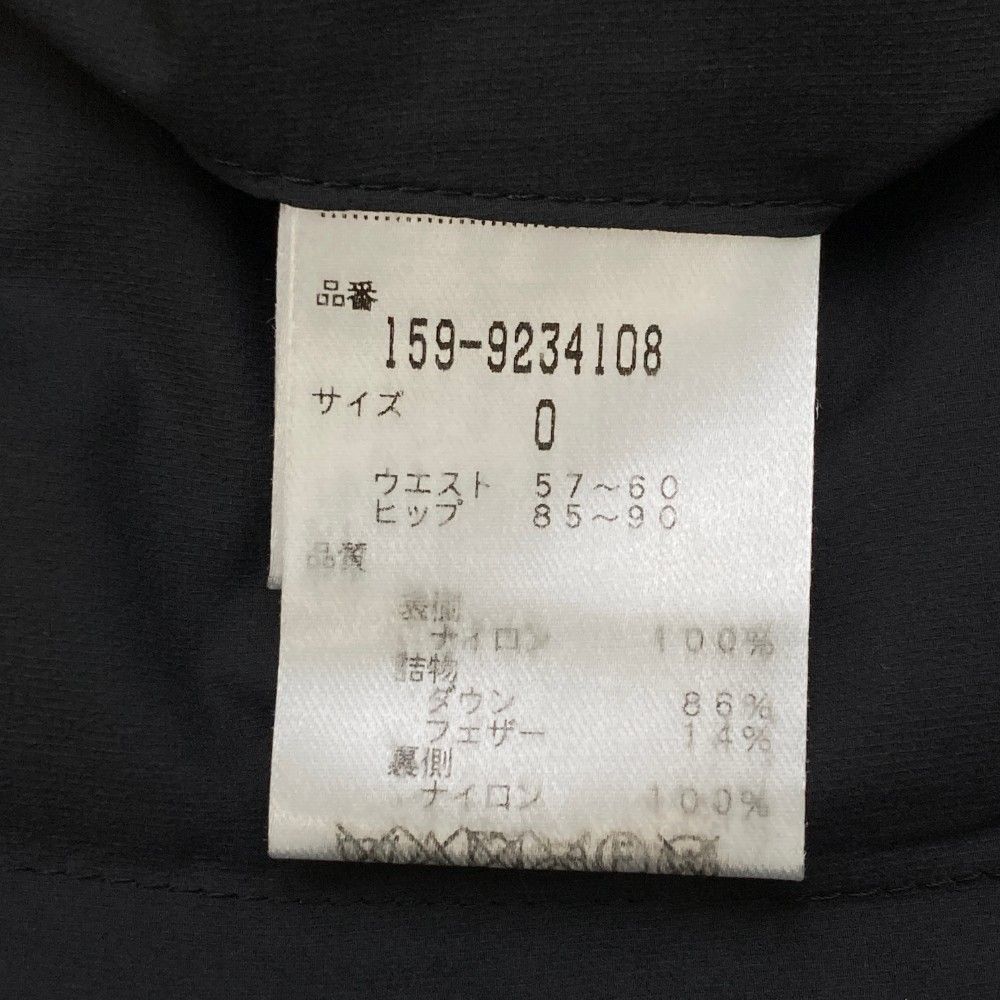 品番
159-9234108
サイズ 0
ウエスト 57～60
ヒップ 85～90
品質
表側
ナイロン 100%
詰物
ダウン 86%
フェザー 14%
裏側
ナイロン 100%